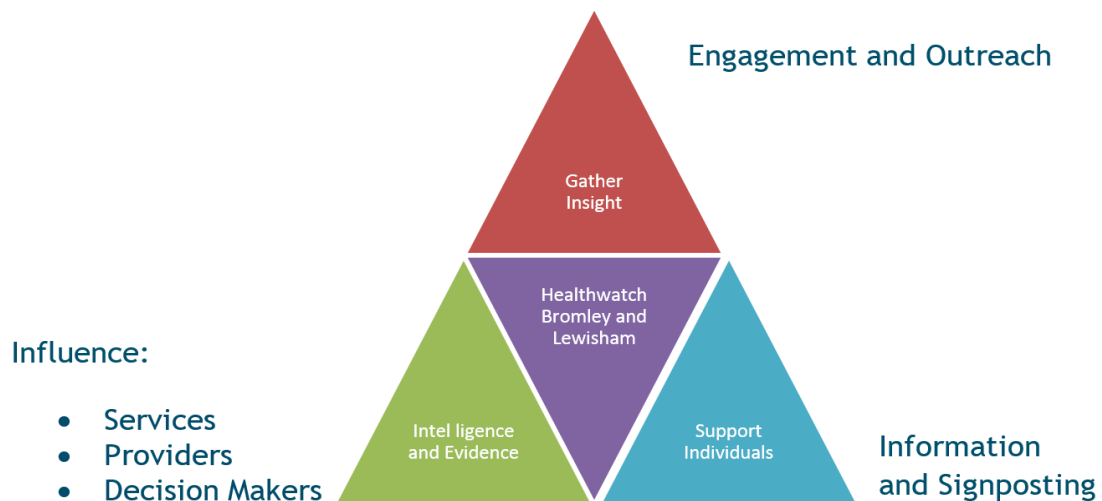 Engagement and Outreach
Gather
Insight
Healthwatch
Bromley and
Lewisham
Influence:
• Services
• Providers
• Decision Makers
Intel ligence
and Evidence
Support
Individuals
Information
and Signposting